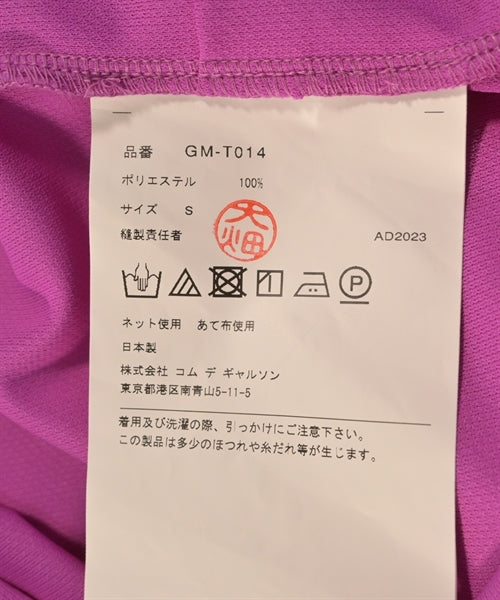 品番 GM-T014
ポリエステル 100%
サイズ S
縫製責任者 大畑 AD2023
P
ネット使用 あて布使用
日本製
株式会社 コム デ ギャルソン
東京都港区南青山5-11-5
着用及び洗濯の際、引っかけにご注意下さい。
この製品は多少のほつれや糸だれ等が生じます。